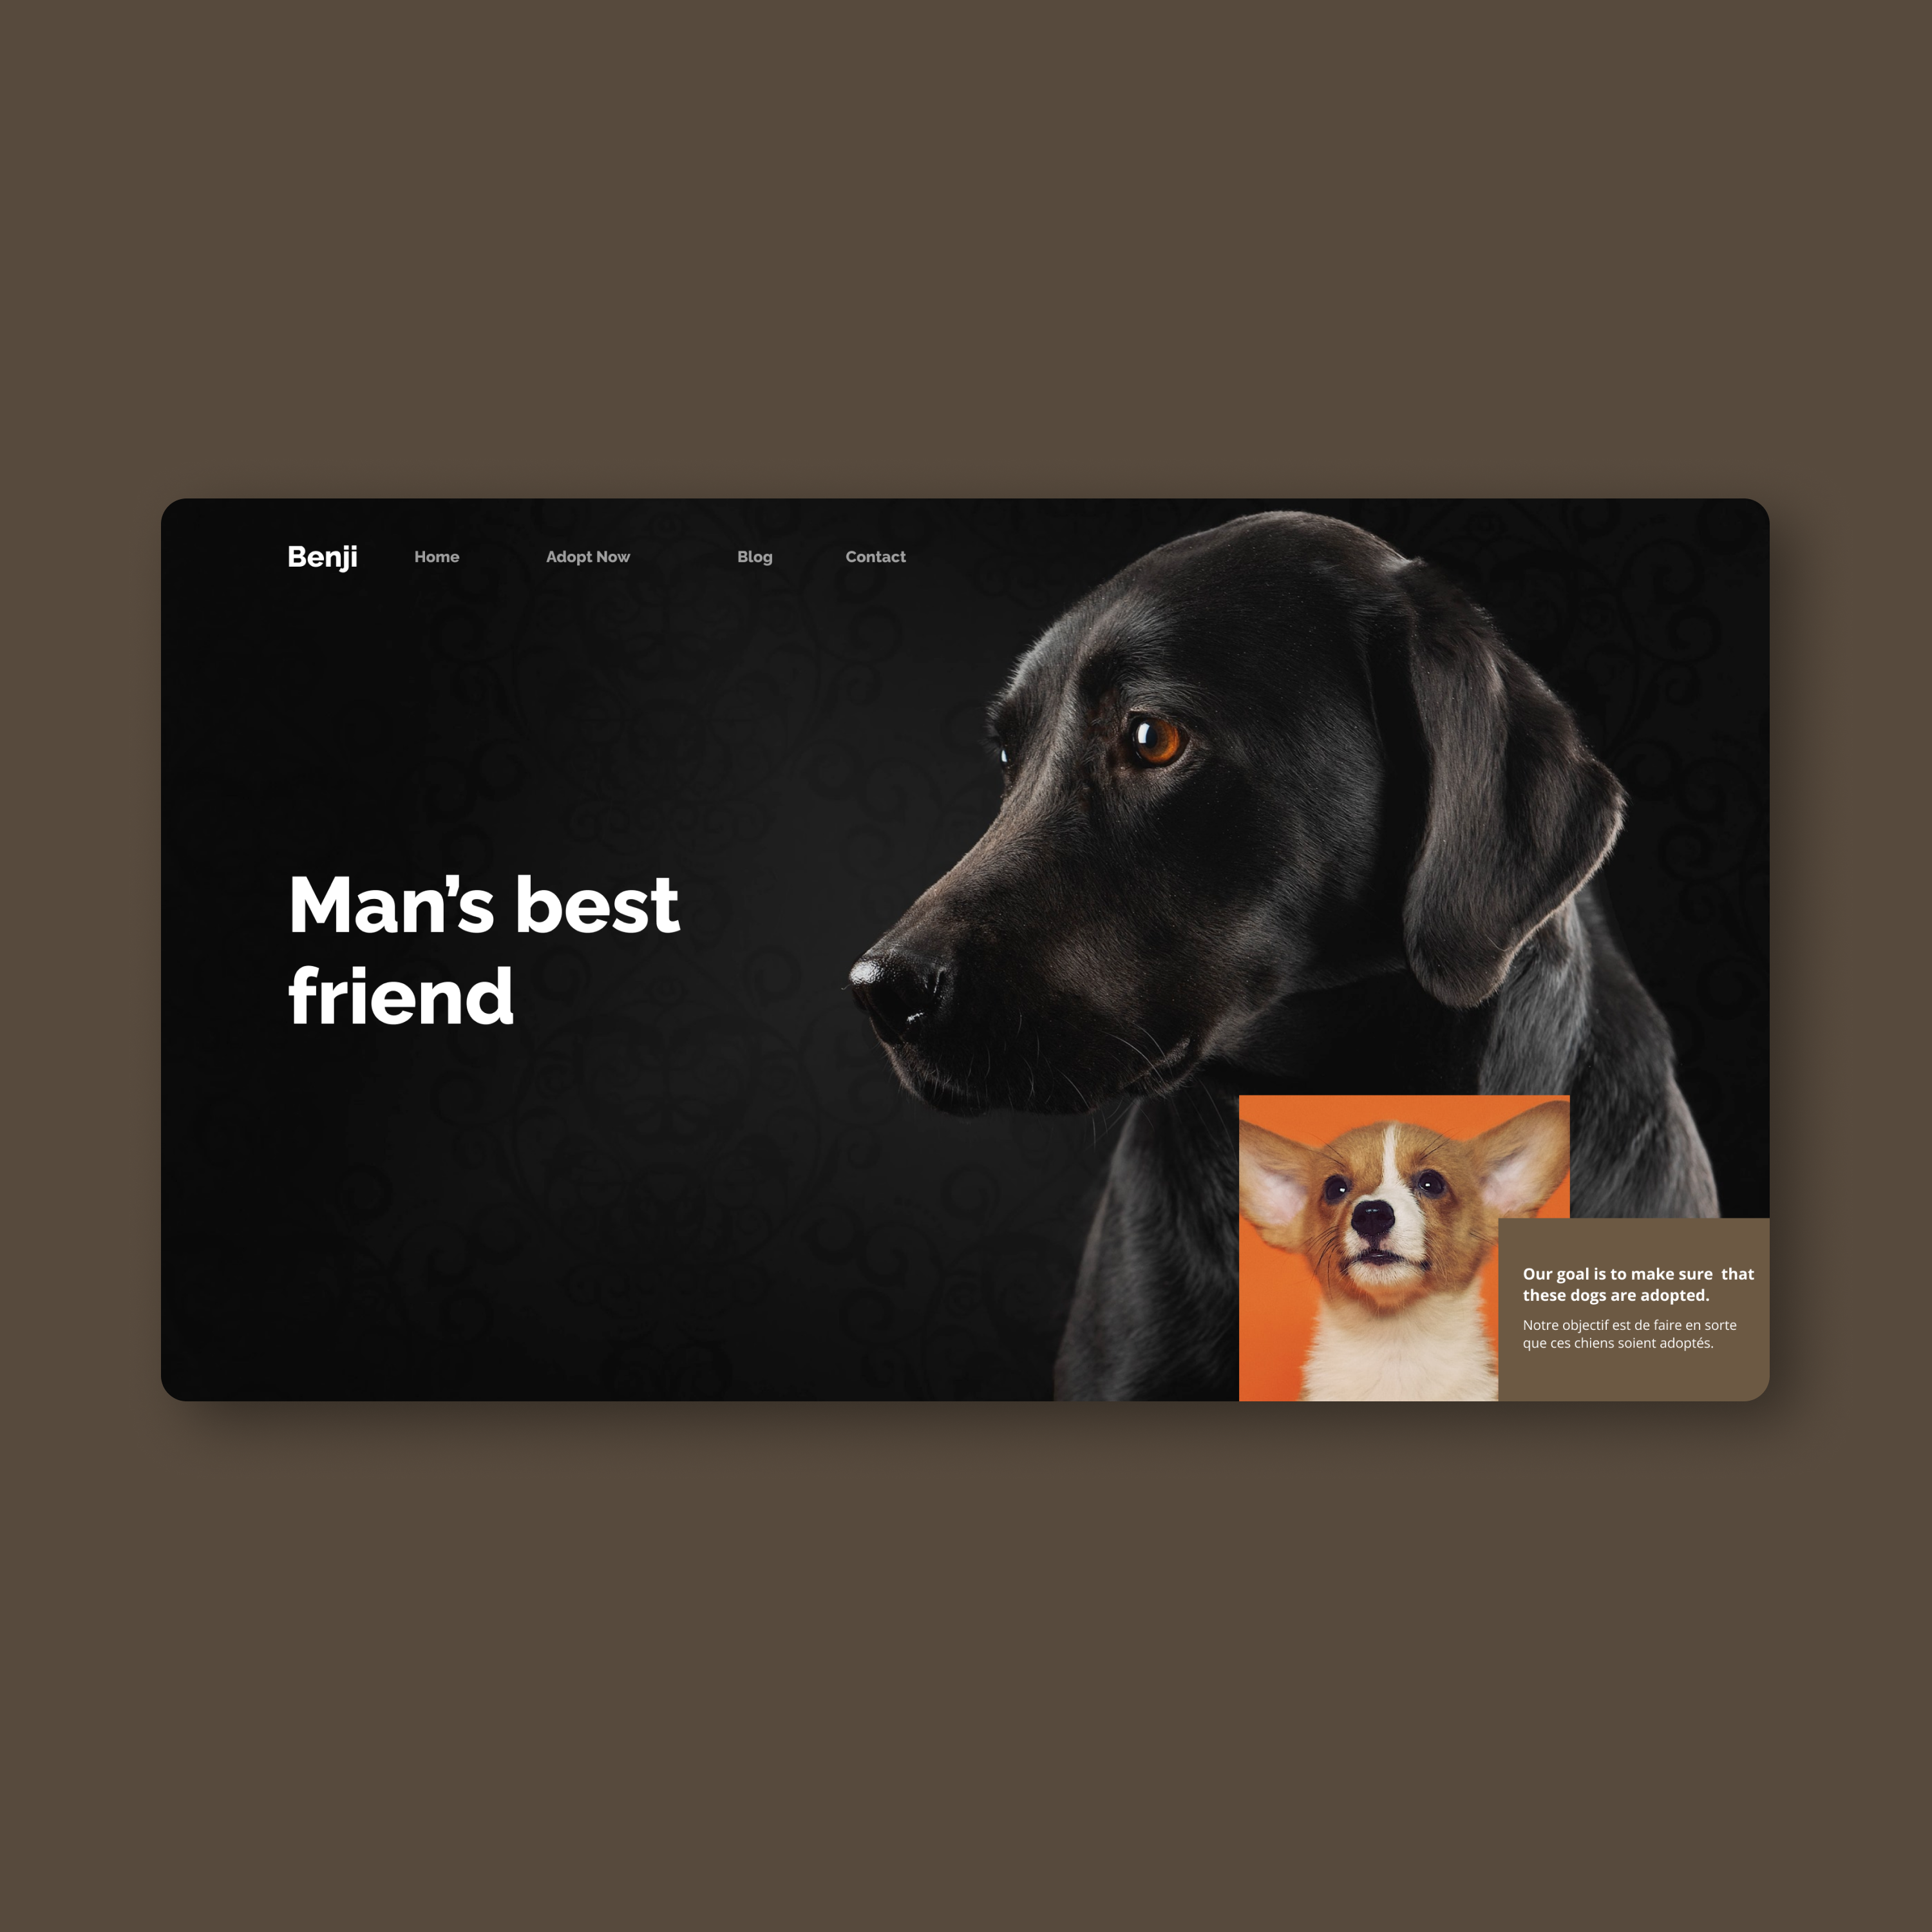 Benji Home Adopt Now Blog Contact
Man’s best
friend
Our goal is to make sure  that
these dogs are adopted.
Notre objectif est de faire en sorte
que ces chiens soient adoptés.